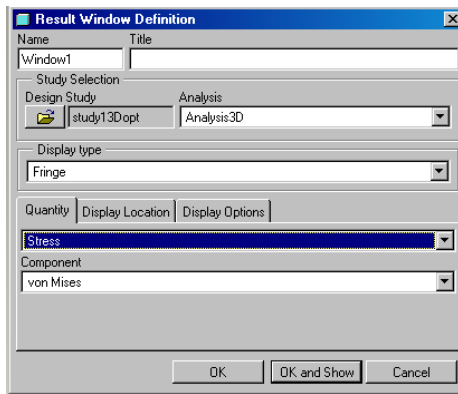 Result Window Definition
Name Title
Window1
Study Selection
Design Study Analysis
study13Dopt Analysis3D
Display type
Fringe
Quantity Display Location Display Options
Stress
Component
von Mises
OK OK and Show Cancel